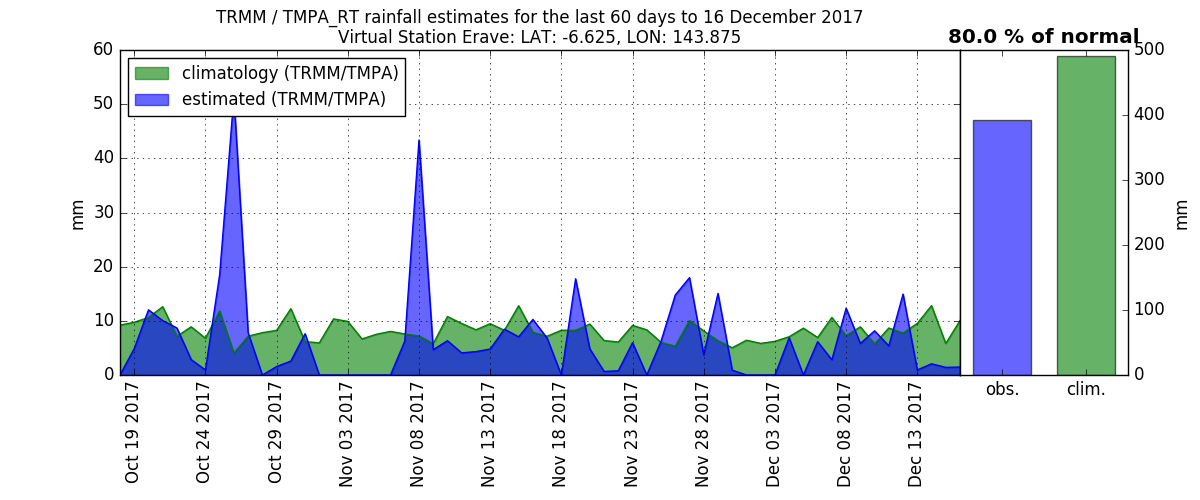 TRMM / TMPA_RT rainfall estimates for the last 60 days to 16 December 2017
Virtual Station Erave: LAT: -6.625, LON: 143.875
80.0 % of normal
climatology (TRMM/TMPA)
estimated (TRMM/TMPA)
60
50
40
30
20
10
0
mm
Oct 19 2017
Oct 24 2017
Oct 29 2017
Nov 03 2017
Nov 08 2017
Nov 13 2017
Nov 18 2017
Nov 23 2017
Nov 28 2017
Dec 03 2017
Dec 08 2017
Dec 13 2017
500
400
300
200
100
0
mm
obs.
clim.